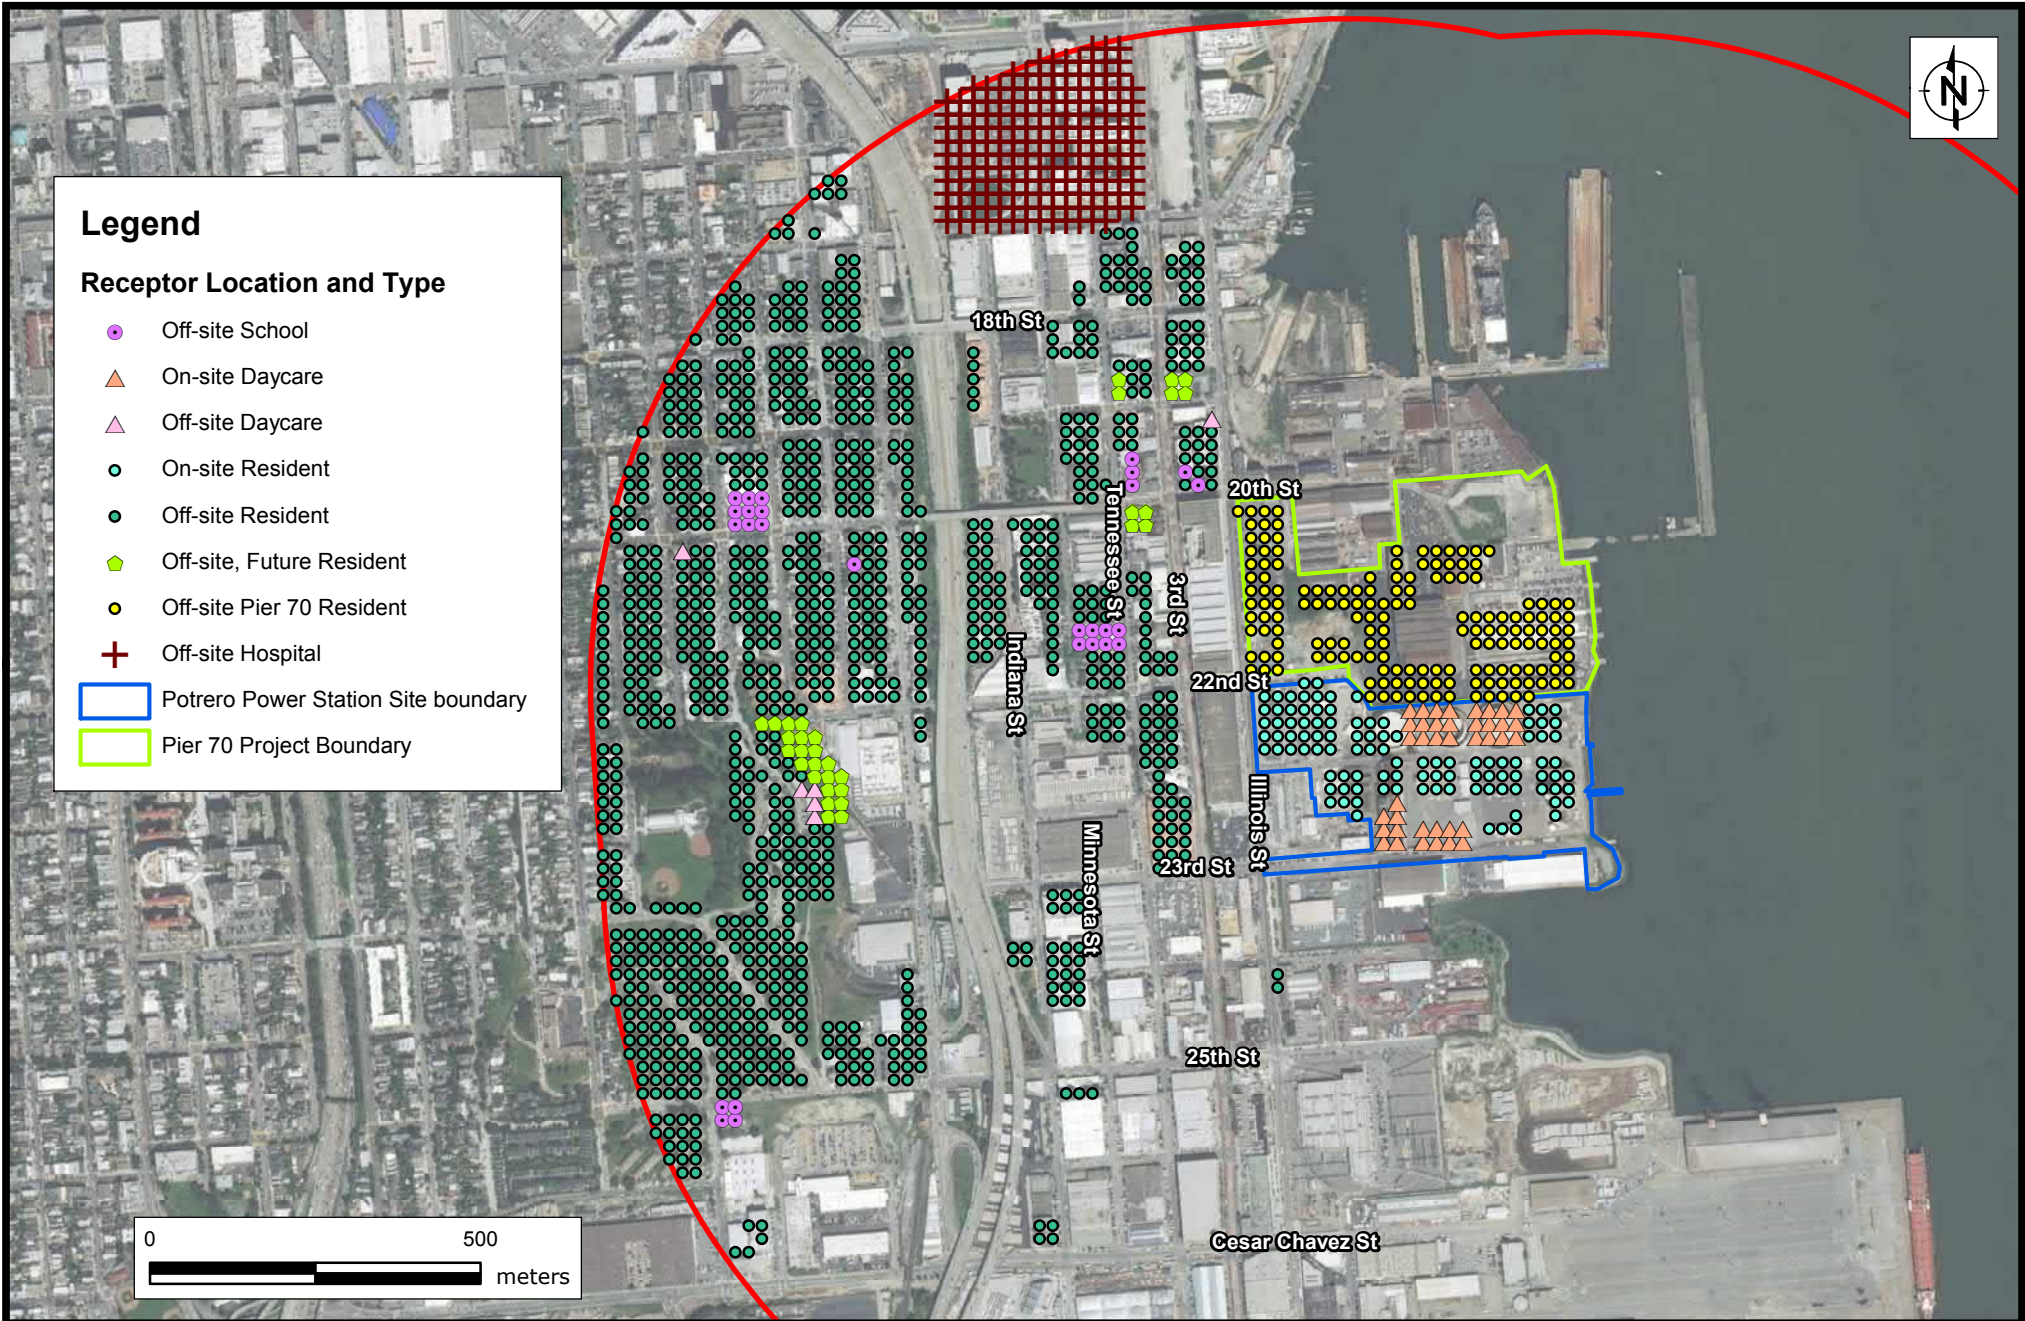 N
Legend
Receptor Location and Type
Off-site School
On-site Daycare
Off-site Daycare
On-site Resident
Off-site Resident
Off-site, Future Resident
Off-site Pier 70 Resident
Off-site Hospital
Potrero Power Station Site boundary
Pier 70 Project Boundary
18th St
20th St
Tennessee St
3rd St
Indiana St
22nd St
Illinois St
Minnesota St
23rd St
25th St
Cesar Chavez St
0 500
meters